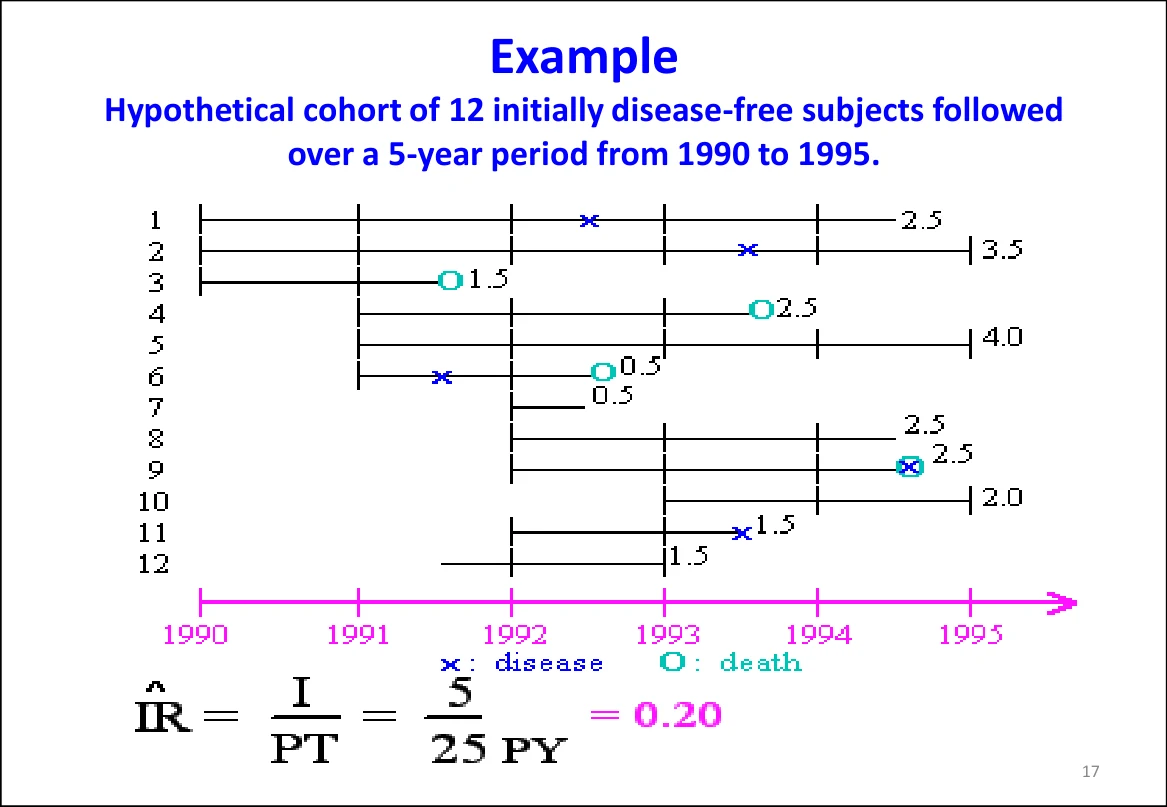 Example
Hypothetical cohort of 12 initially disease-free subjects followed
over a 5-year period from 1990 to 1995.
1 2.5
2 3.5
3 1.5
4 2.5
5 4.0
6 0.5
7 0.5
8 2.5
9 2.5
10 2.0
11 1.5
12 1.5
1990 1991 1992 1993 1994 1995
x : disease O : death
ÎR = I/PT = 5/25 PY = 0.20
17